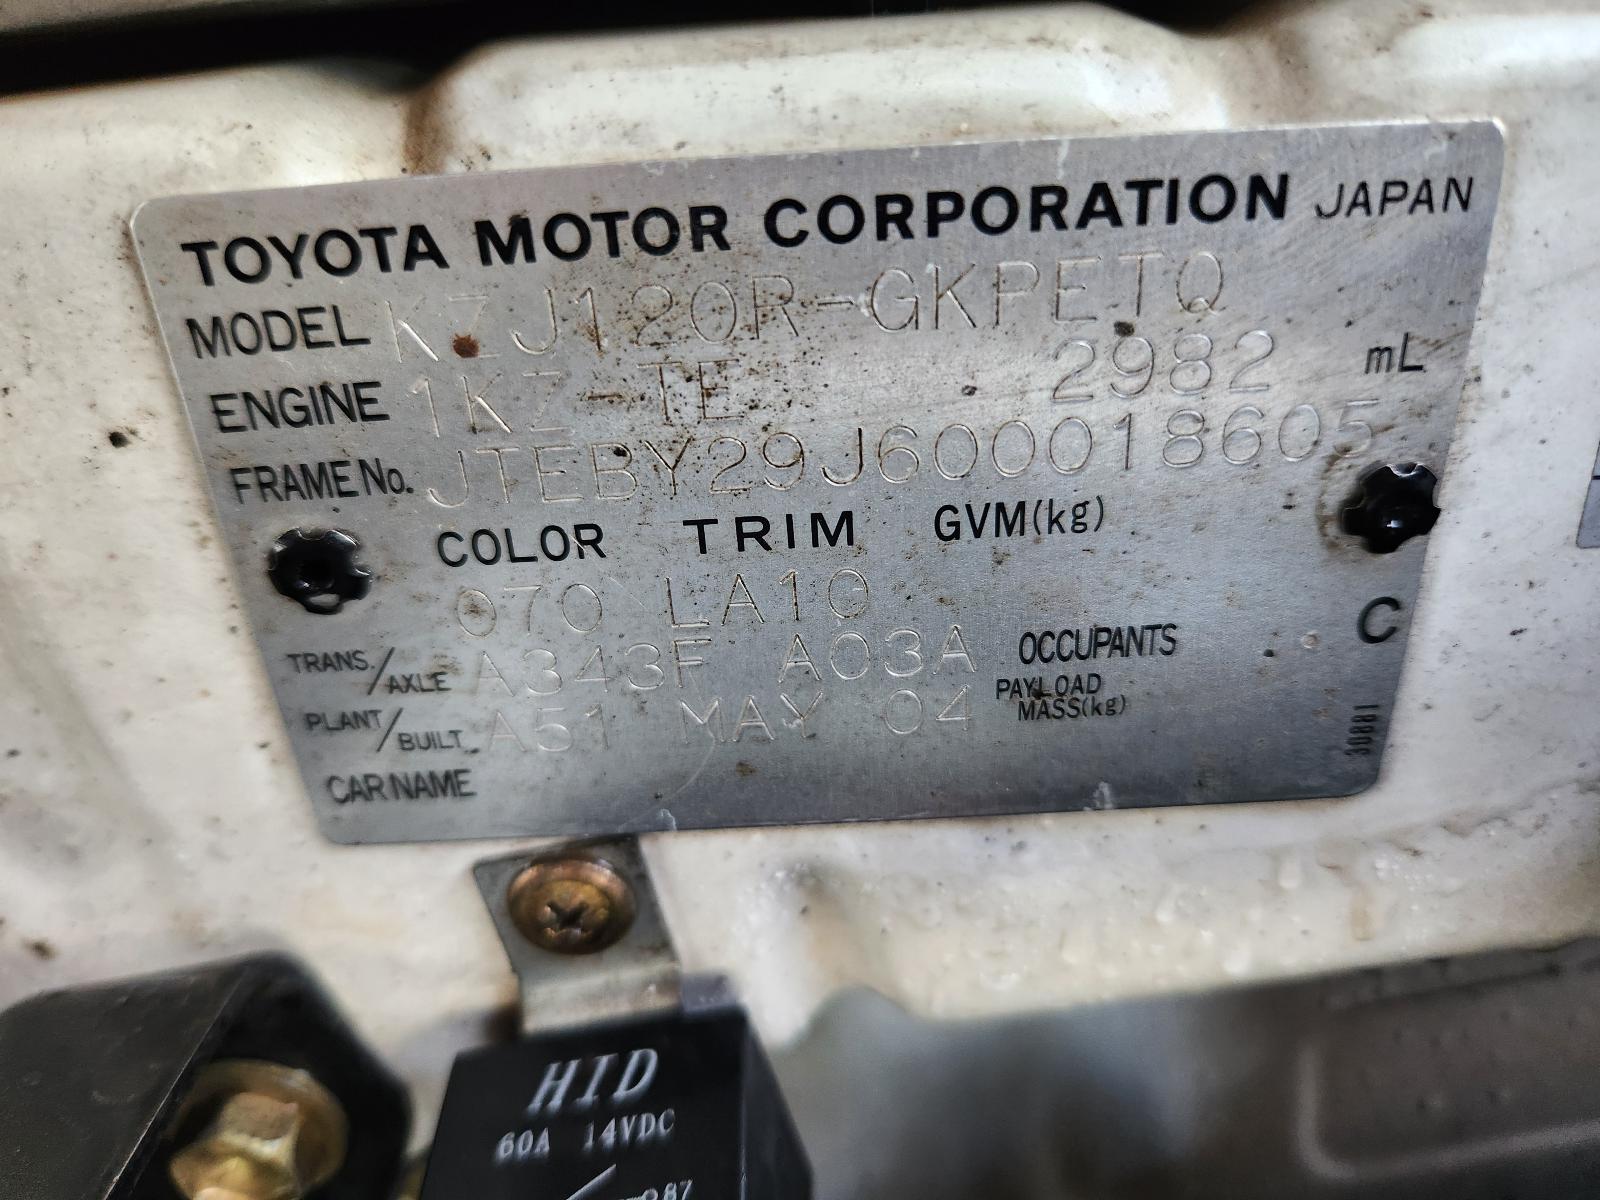 TOYOTA MOTOR CORPORATION JAPAN
MODEL KZJ120R-GKPETQ
ENGINE 1KZ-TE 2982 mL
FRAME No. JTEBY29J600018605
COLOR TRIM GVM(kg)
070 LA10
C
TRANS./AXLE A343F A03A OCCUPANTS
PLANT/BUILT A51 MAY 04 PAYLOAD MASS(kg)
CAR NAME
30881
HID
60A 14VDC
87